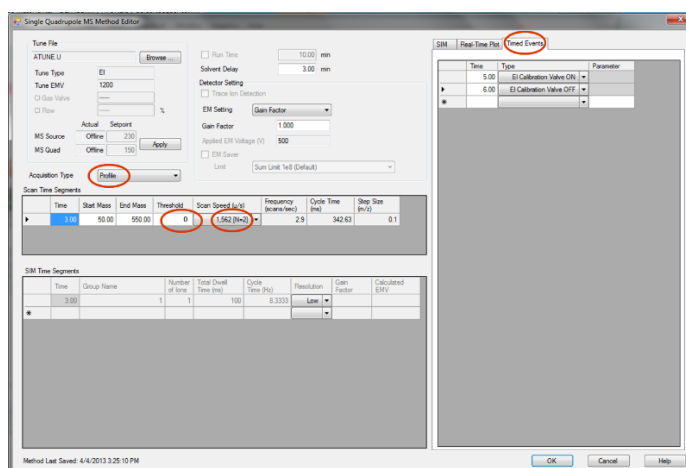 Single Quadrupole MS Method Editor
Tune File
ATUNE.U Browse ...
Tune Type EI
Tune EMV 1200
CI Gas Valve ----
CI Flow ---- %
Actual Setpoint
MS Source Offline 230
MS Quad Offline 150
Apply
Acquisition Type Profile
Run Time 10.00 min
Solvent Delay 3.00 min
Detector Setting
Trace Ion Detection
EM Setting Gain Factor
Gain Factor 1.000
Applied EM Voltage (V) 500
EM Saver
Limit Sum Limit 1e8 (Default)
Scan Time Segments
Time Start Mass End Mass Threshold Scan Speed (u/s) Frequency (scans/sec) Cycle Time (ms) Step Size (m/z)
3.00 50.00 550.00 0 1,562 [N=2] 2.9 342.63 0.1
SIM Time Segments
Time Group Name Number of Ions Total Dwell Time (ms) Cycle Time (Hz) Resolution Gain Factor Calculated EMV
3.00 1 1 100 8.3333 Low
SIM Real-Time Plot Timed Events
Time Type Parameter
5.00 EI Calibration Valve ON
6.00 EI Calibration Valve OFF
Method Last Saved: 4/4/2013 3:25:10 PM
OK Cancel Help